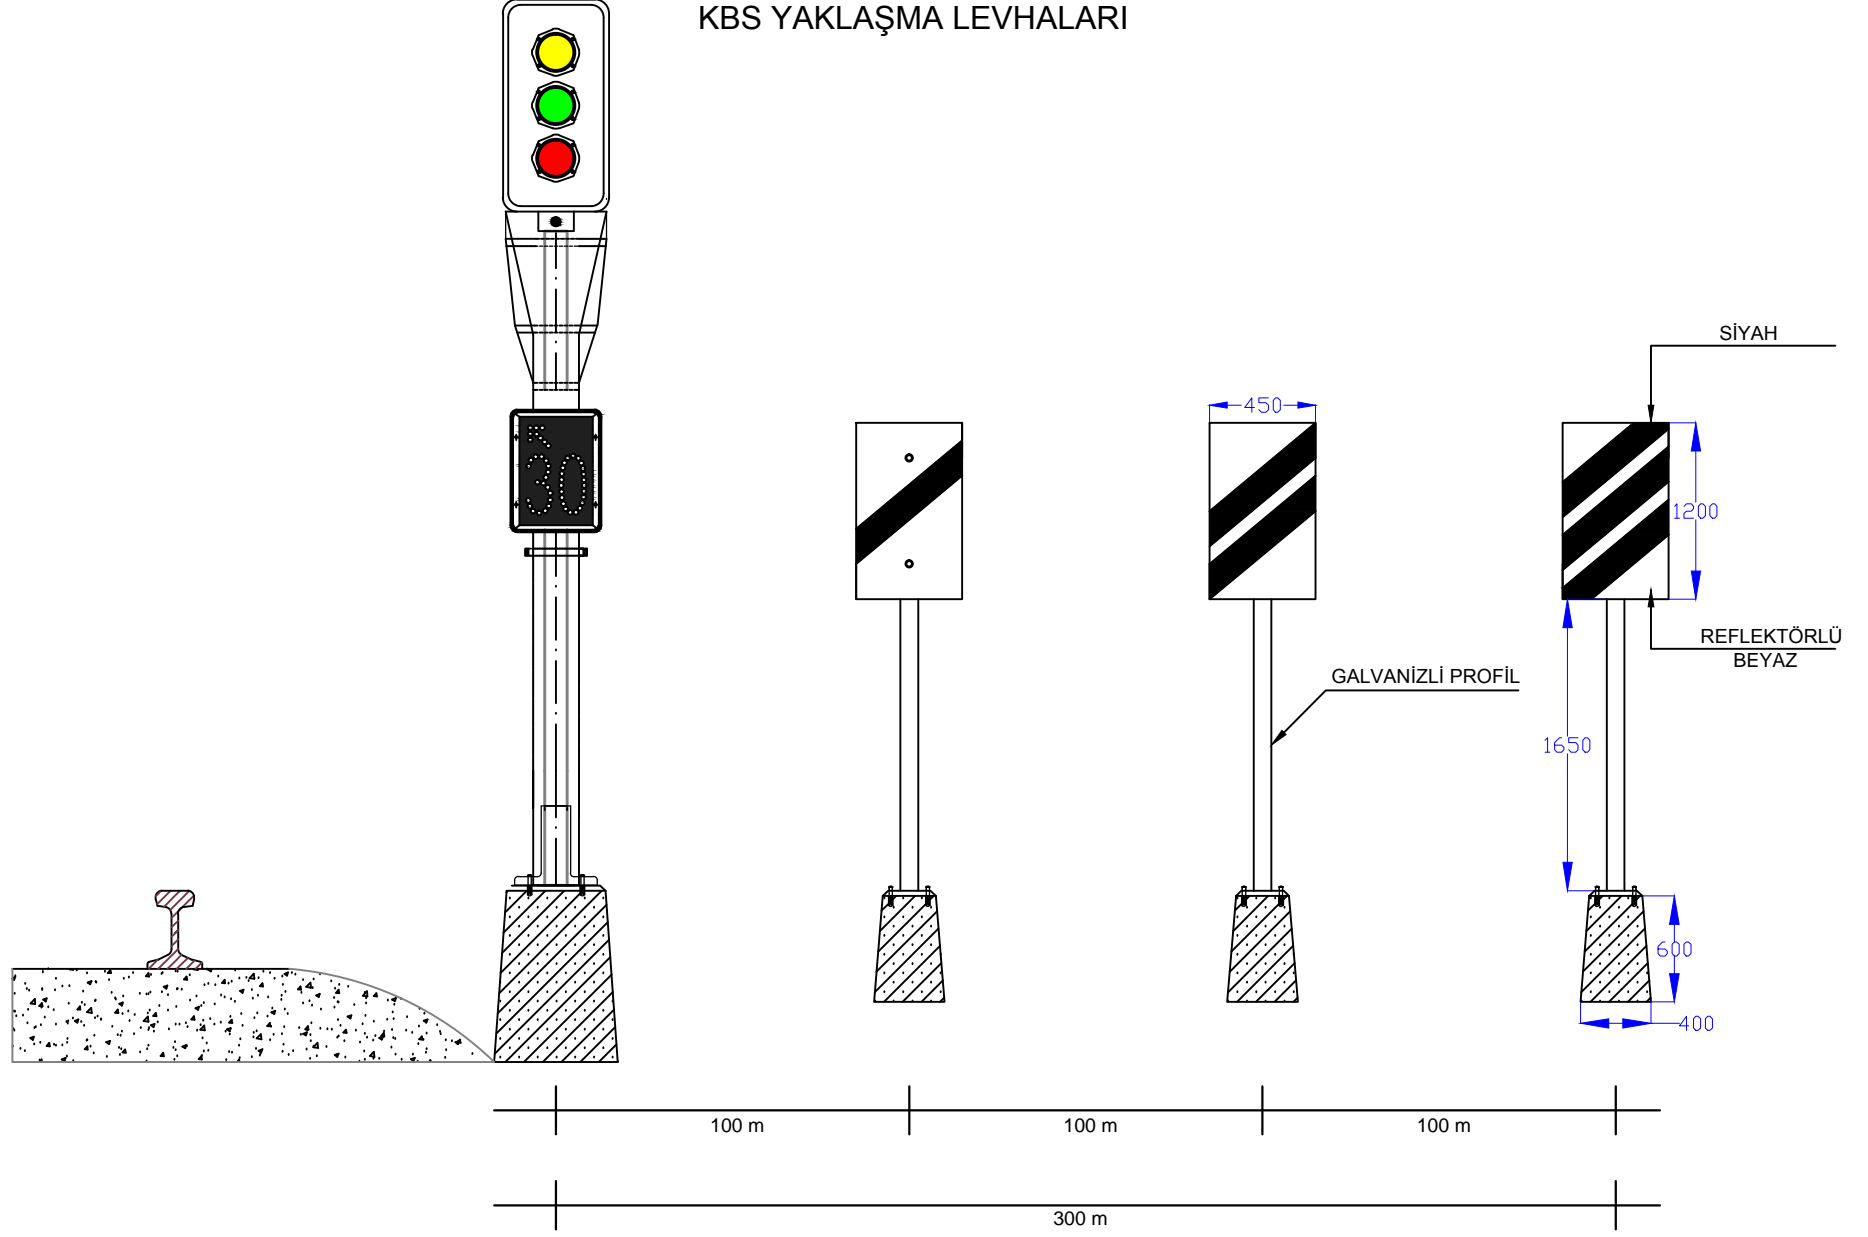 KBS YAKLAŞMA LEVHALARI
SİYAH
450
K
30
1200
REFLEKTÖRLÜ
BEYAZ
GALVANİZLİ PROFİL
1650
600
400
100 m
100 m
100 m
300 m